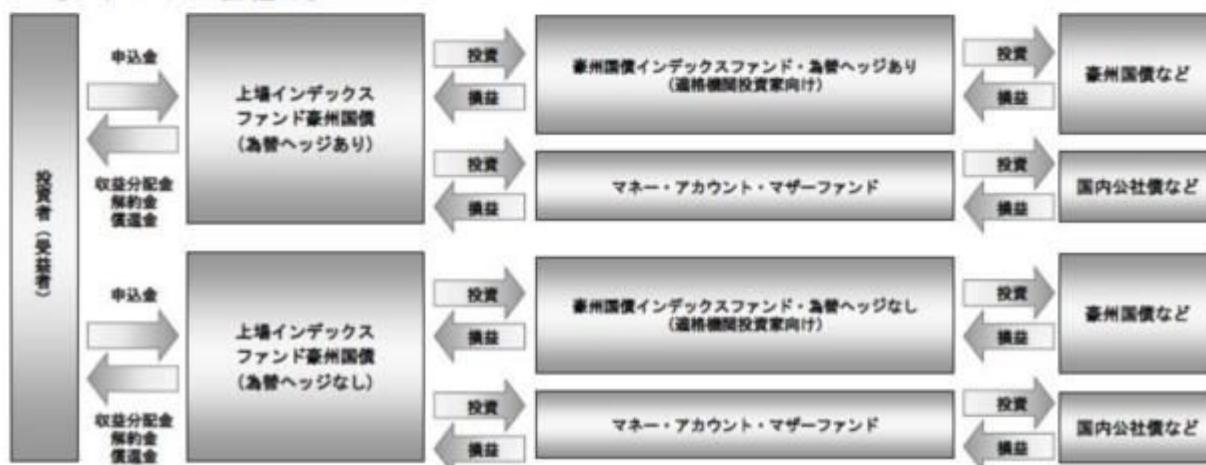 投資者（受益者）
申込金
収益分配金
解約金
償還金
上場インデックス
ファンド豪州国債
（為替ヘッジあり）
投資
損益
豪州国債インデックスファンド・為替ヘッジあり
（適格機関投資家向け）
投資
損益
豪州国債など
投資
損益
マネー・アカウント・マザーファンド
投資
損益
国内公社債など
申込金
収益分配金
解約金
償還金
上場インデックス
ファンド豪州国債
（為替ヘッジなし）
投資
損益
豪州国債インデックスファンド・為替ヘッジなし
（適格機関投資家向け）
投資
損益
豪州国債など
投資
損益
マネー・アカウント・マザーファンド
投資
損益
国内公社債など